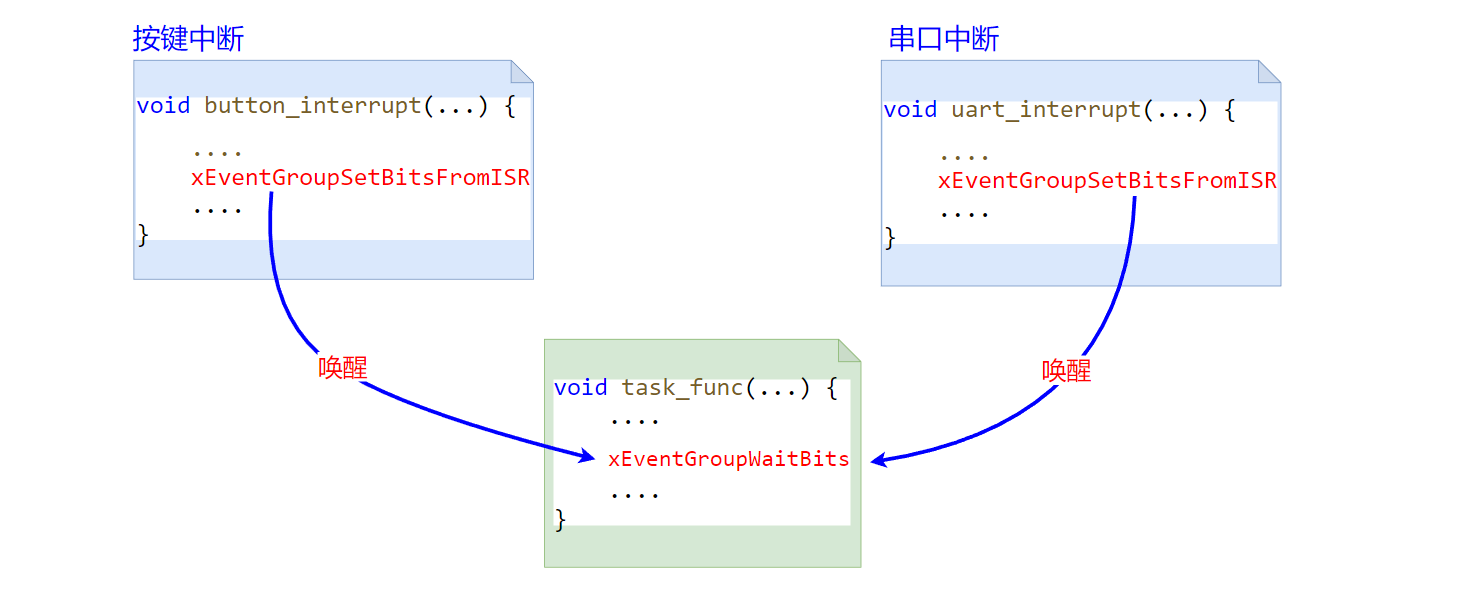 按键中断
void button_interrupt(...) {
....
xEventGroupSetBitsFromISR
....
}
串口中断
void uart_interrupt(...) {
....
xEventGroupSetBitsFromISR
....
}
唤醒
唤醒
void task_func(...) {
....
xEventGroupWaitBits
....
}